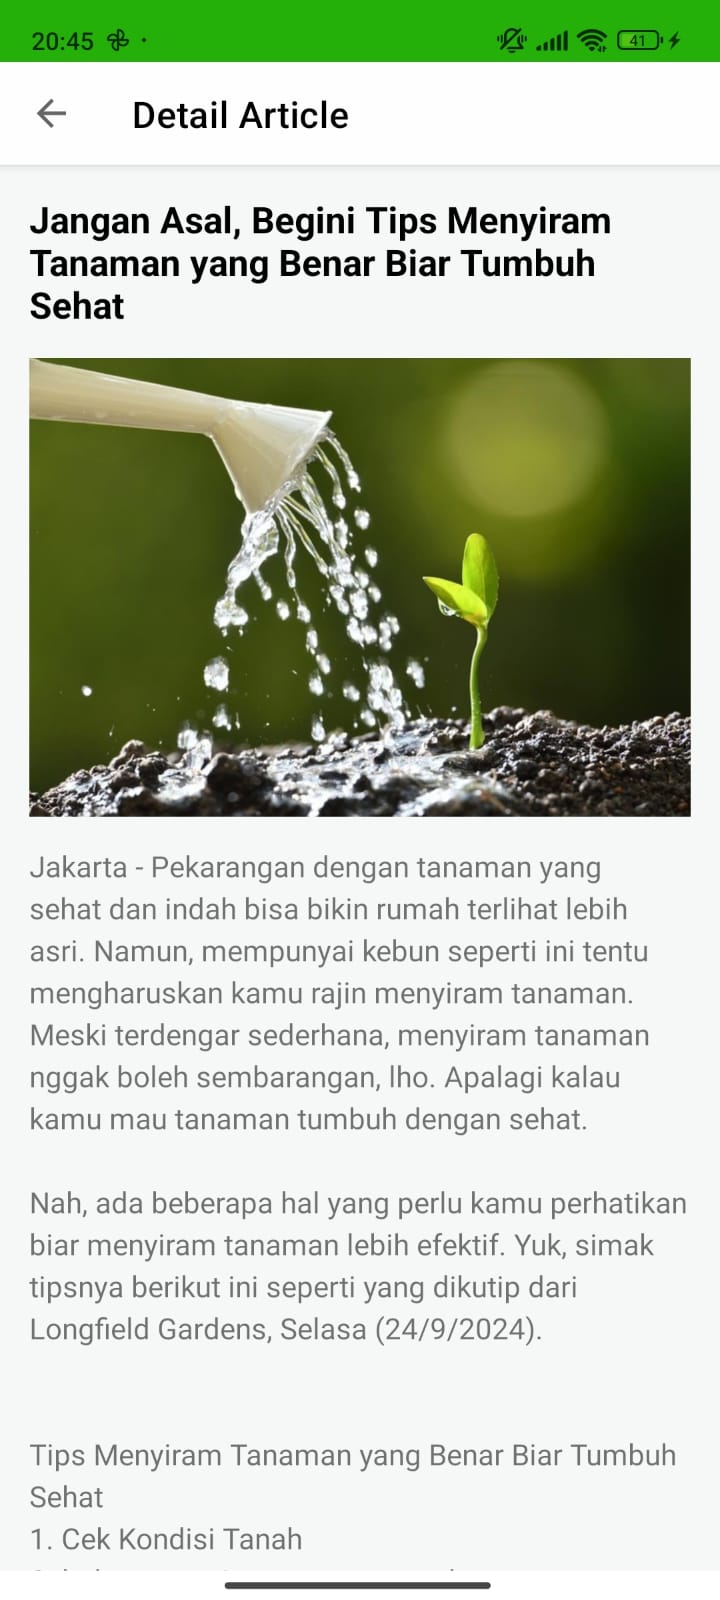 20:45
41
Detail Article
Jangan Asal, Begini Tips Menyiram
Tanaman yang Benar Biar Tumbuh
Sehat
Jakarta - Pekarangan dengan tanaman yang
sehat dan indah bisa bikin rumah terlihat lebih
asri. Namun, mempunyai kebun seperti ini tentu
mengharuskan kamu rajin menyiram tanaman.
Meski terdengar sederhana, menyiram tanaman
nggak boleh sembarangan, lho. Apalagi kalau
kamu mau tanaman tumbuh dengan sehat.
Nah, ada beberapa hal yang perlu kamu perhatikan
biar menyiram tanaman lebih efektif. Yuk, simak
tipsnya berikut ini seperti yang dikutip dari
Longfield Gardens, Selasa (24/9/2024).
Tips Menyiram Tanaman yang Benar Biar Tumbuh
Sehat
1. Cek Kondisi Tanah